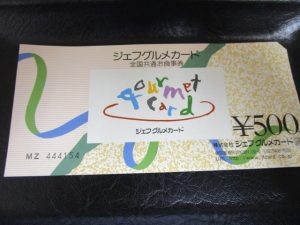 ジェフグルメカード
全国共通お食事券
gourmet
card
ジェフグルメカード
¥500
株式会社 ジェフグルメカード
MZ 444154